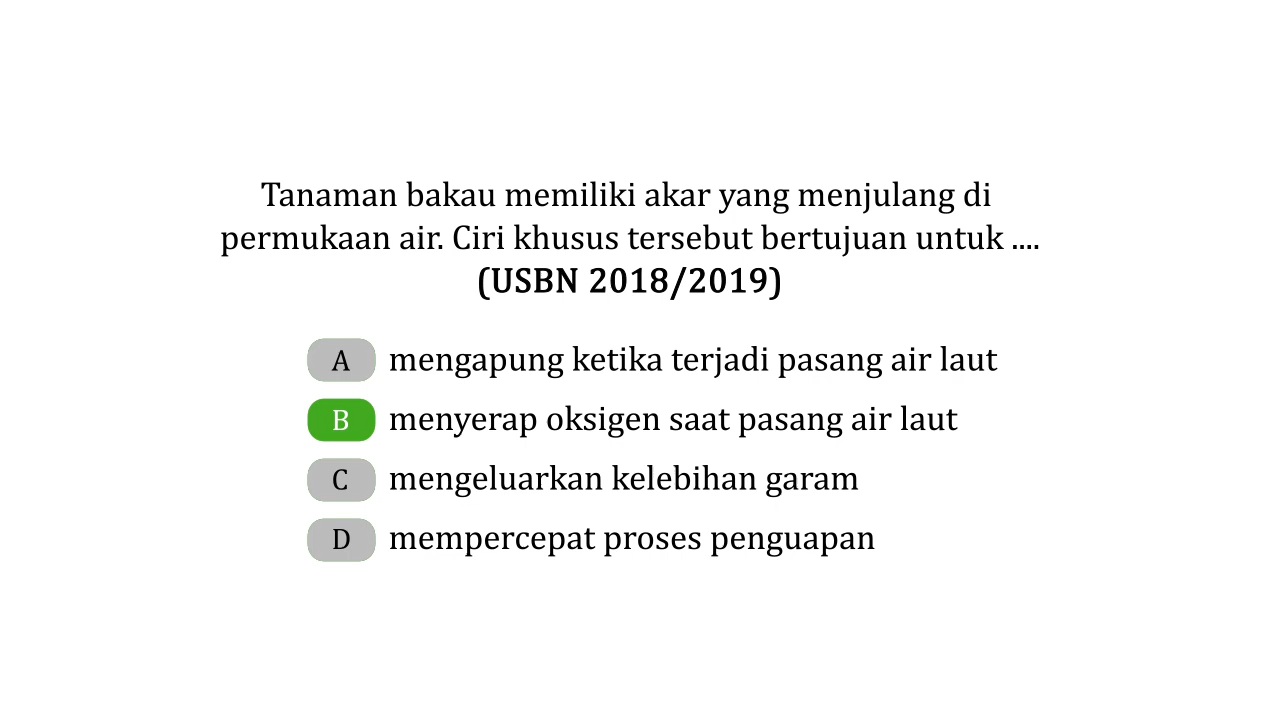 Tanaman bakau memiliki akar yang menjulang di
permukaan air. Ciri khusus tersebut bertujuan untuk ....
(USBN 2018/2019)
A mengapung ketika terjadi pasang air laut
B menyerap oksigen saat pasang air laut
C mengeluarkan kelebihan garam
D mempercepat proses penguapan